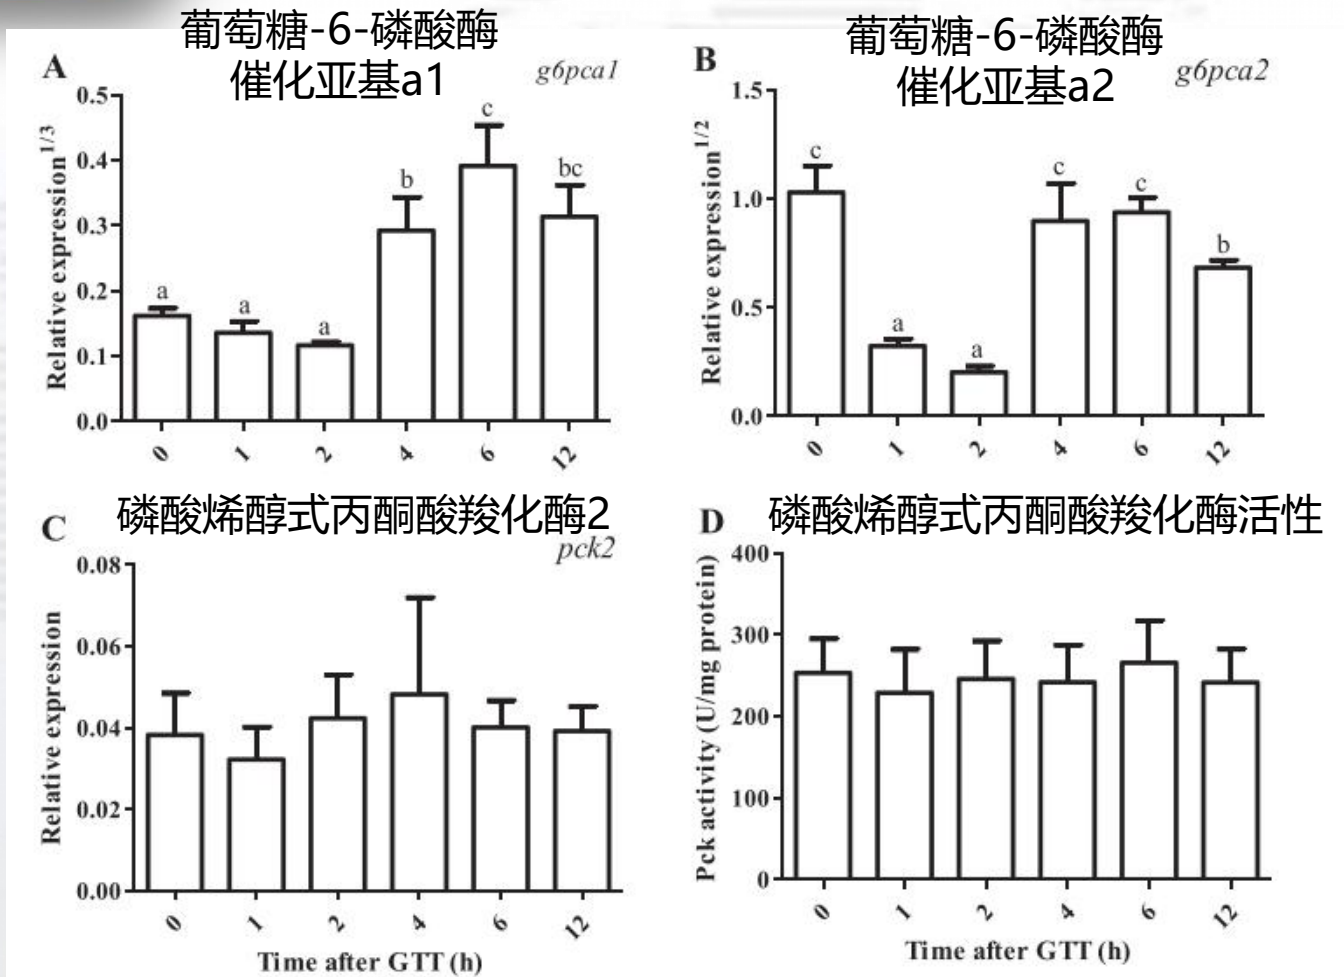 葡萄糖-6-磷酸酶
催化亚基a1
A
g6pca1
Relative expression1/3
0.5
0.4
0.3
0.2
0.1
0.0
a
a
a
b
c
bc
0
1
2
4
6
12
葡萄糖-6-磷酸酶
催化亚基a2
B
g6pca2
Relative expression1/2
1.5
1.0
0.5
0.0
c
a
a
c
c
b
0
1
2
4
6
12
磷酸烯醇式丙酮酸羧化酶2
C
pck2
Relative expression
0.08
0.06
0.04
0.02
0.00
0
1
2
4
6
12
Time after GTT (h)
磷酸烯醇式丙酮酸羧化酶活性
D
Pck activity (U/mg protein)
400
300
200
100
0
0
1
2
4
6
12
Time after GTT (h)